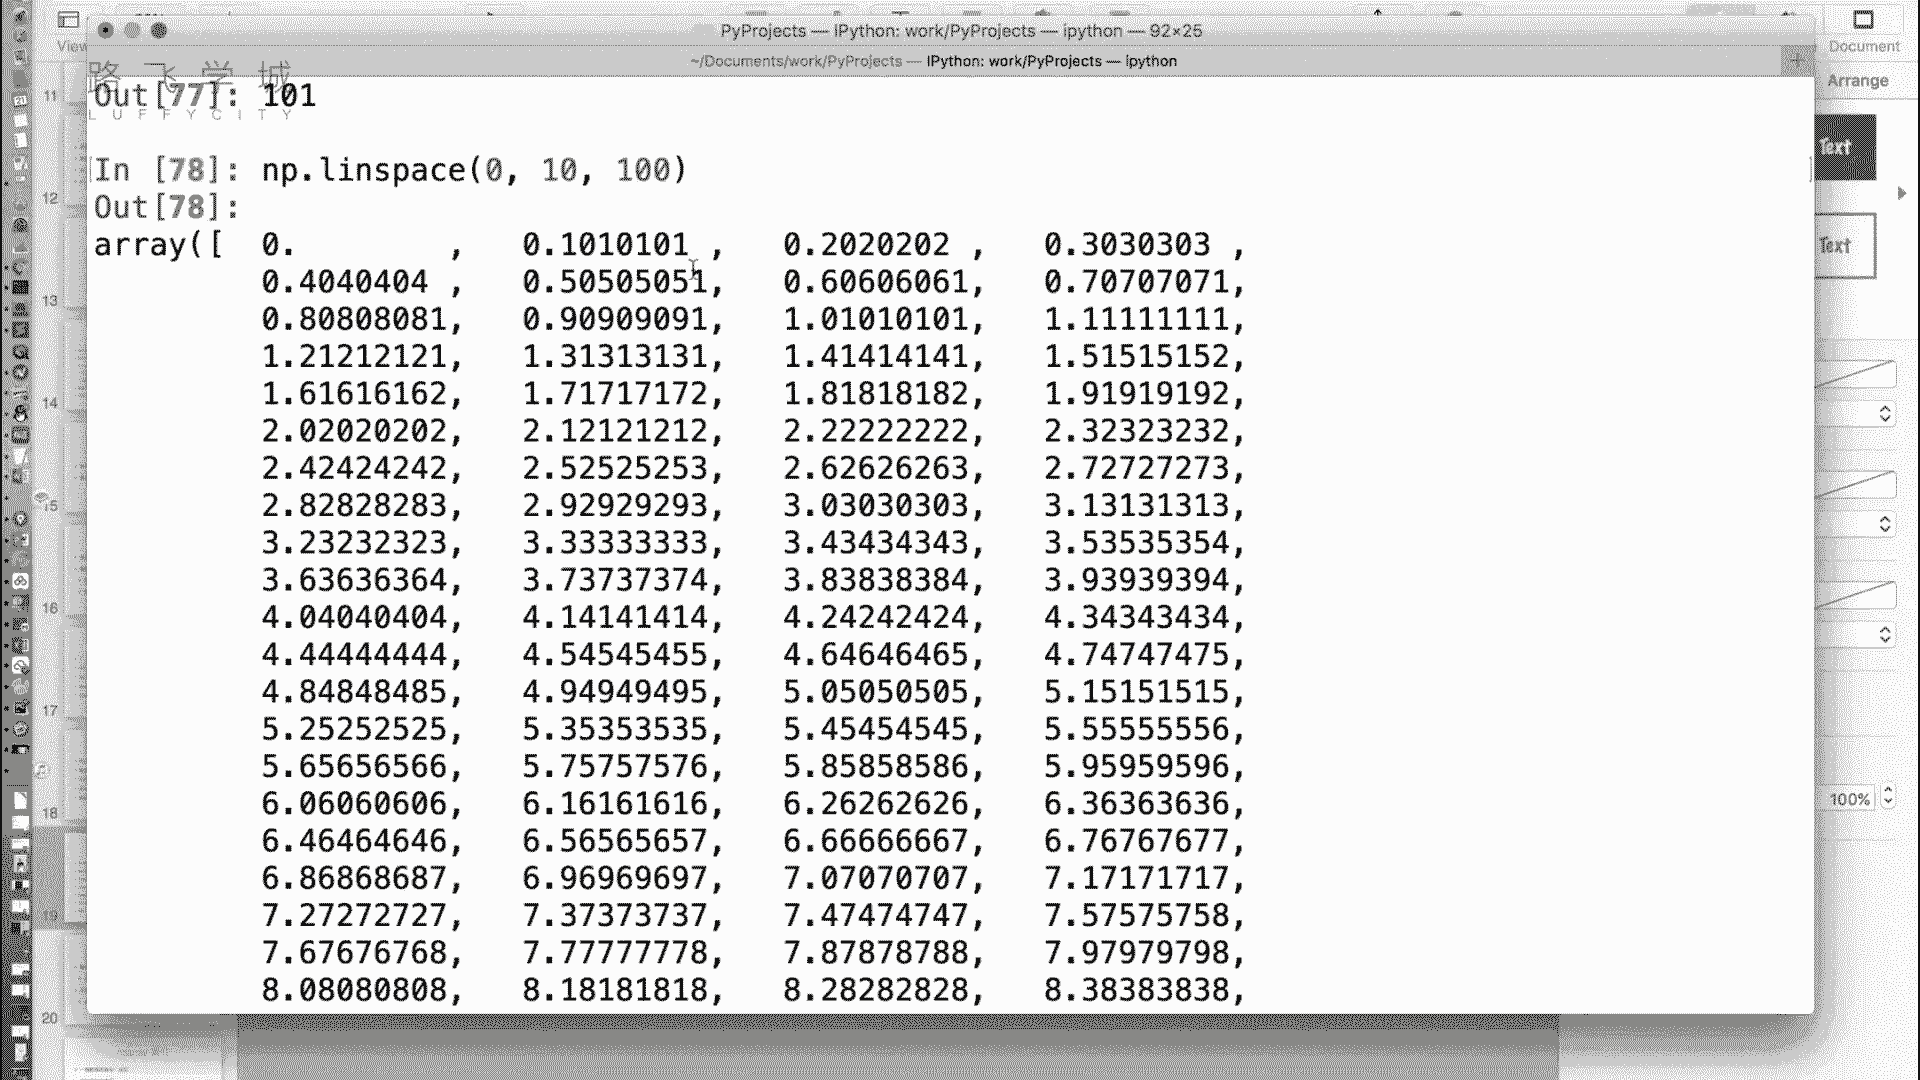 PyProjects — IPython: work/PyProjects — ipython — 92×25
~/Documents/work/PyProjects — IPython: work/PyProjects — ipython
View
Document
Arrange
路飞学城
LUFFYCITY
Text
Text
100%
11
12
13
14
15
16
17
18
19
20
Out[77]: 101
In [78]: np.linspace(0, 10, 100)
Out[78]:
array([  0.        ,   0.1010101 ,   0.2020202 ,   0.3030303 ,
0.4040404 ,   0.50505051,   0.60606061,   0.70707071,
0.80808081,   0.90909091,   1.01010101,   1.11111111,
1.21212121,   1.31313131,   1.41414141,   1.51515152,
1.61616162,   1.71717172,   1.81818182,   1.91919192,
2.02020202,   2.12121212,   2.22222222,   2.32323232,
2.42424242,   2.52525253,   2.62626263,   2.72727273,
2.82828283,   2.92929293,   3.03030303,   3.13131313,
3.23232323,   3.33333333,   3.43434343,   3.53535354,
3.63636364,   3.73737374,   3.83838384,   3.93939394,
4.04040404,   4.14141414,   4.24242424,   4.34343434,
4.44444444,   4.54545455,   4.64646465,   4.74747475,
4.84848485,   4.94949495,   5.05050505,   5.15151515,
5.25252525,   5.35353535,   5.45454545,   5.55555556,
5.65656566,   5.75757576,   5.85858586,   5.95959596,
6.06060606,   6.16161616,   6.26262626,   6.36363636,
6.46464646,   6.56565657,   6.66666667,   6.76767677,
6.86868687,   6.96969697,   7.07070707,   7.17171717,
7.27272727,   7.37373737,   7.47474747,   7.57575758,
7.67676768,   7.77777778,   7.87878788,   7.97979798,
8.08080808,   8.18181818,   8.28282828,   8.38383838,